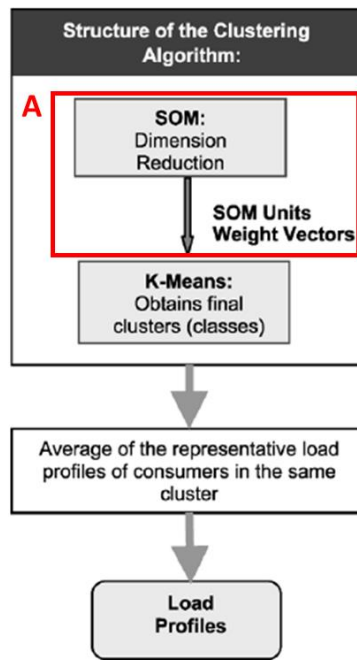 Structure of the Clustering
Algorithm:
A
SOM:
Dimension
Reduction
SOM Units
Weight Vectors
K-Means:
Obtains final
clusters (classes)
Average of the representative load
profiles of consumers in the same
cluster
Load
Profiles